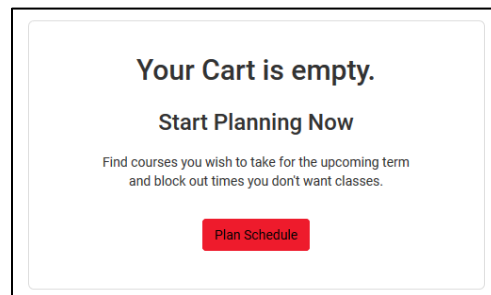 Your Cart is empty.
Start Planning Now
Find courses you wish to take for the upcoming term
and block out times you don't want classes.
Plan Schedule